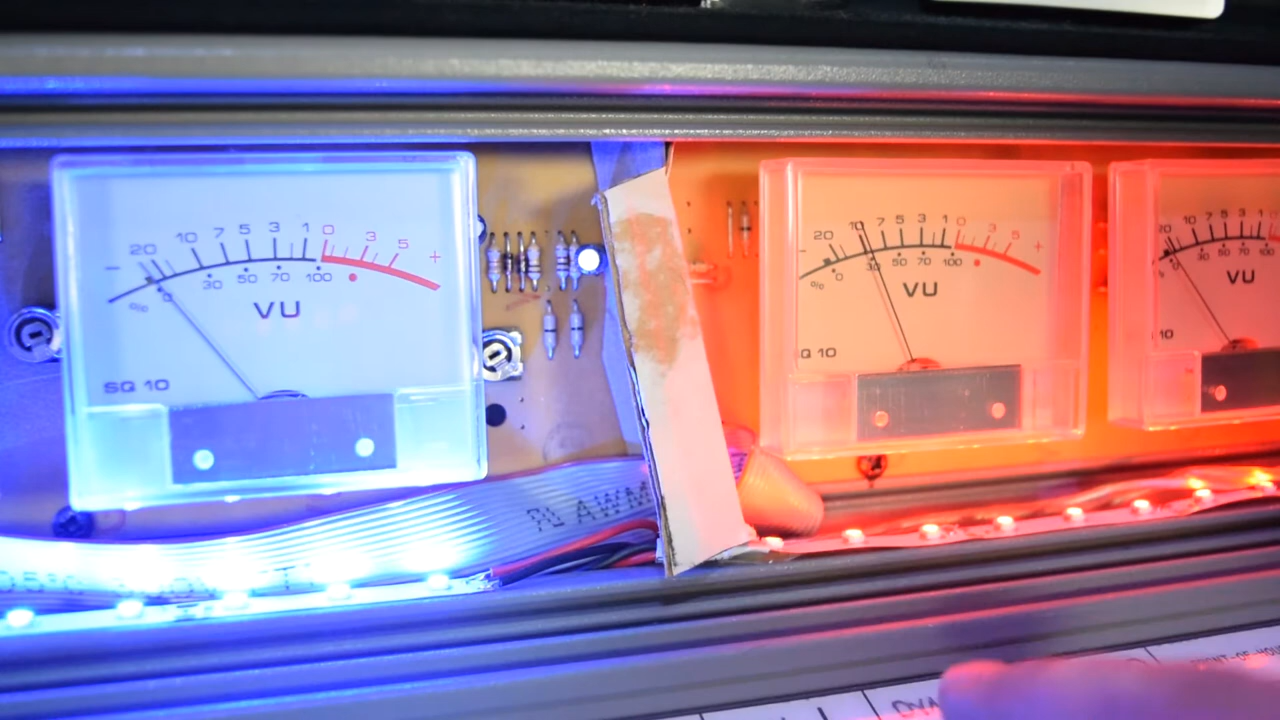 - 20 10 7 5 3 1 0 3 5 +
% 0 30 50 70 100
VU
SQ 10
- 20 10 7 5 3 1 0 3 5 +
% 0 30 50 70 100
VU
Q 10
20 10 7 5 3 1 0
% 0 30 50 70 100
VU
10
AWM